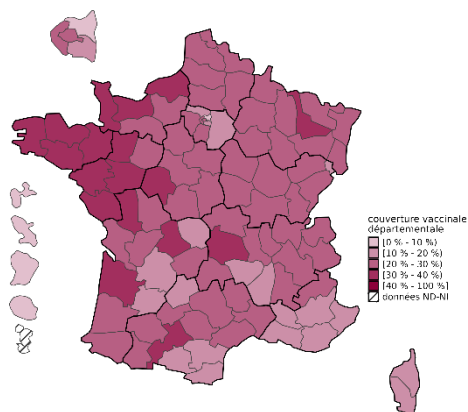 couverture vaccinale
départementale
[0 % - 10 %)
[10 % - 20 %)
[20 % - 30 %)
[30 % - 40 %)
[40 % - 100 %]
données ND-NI